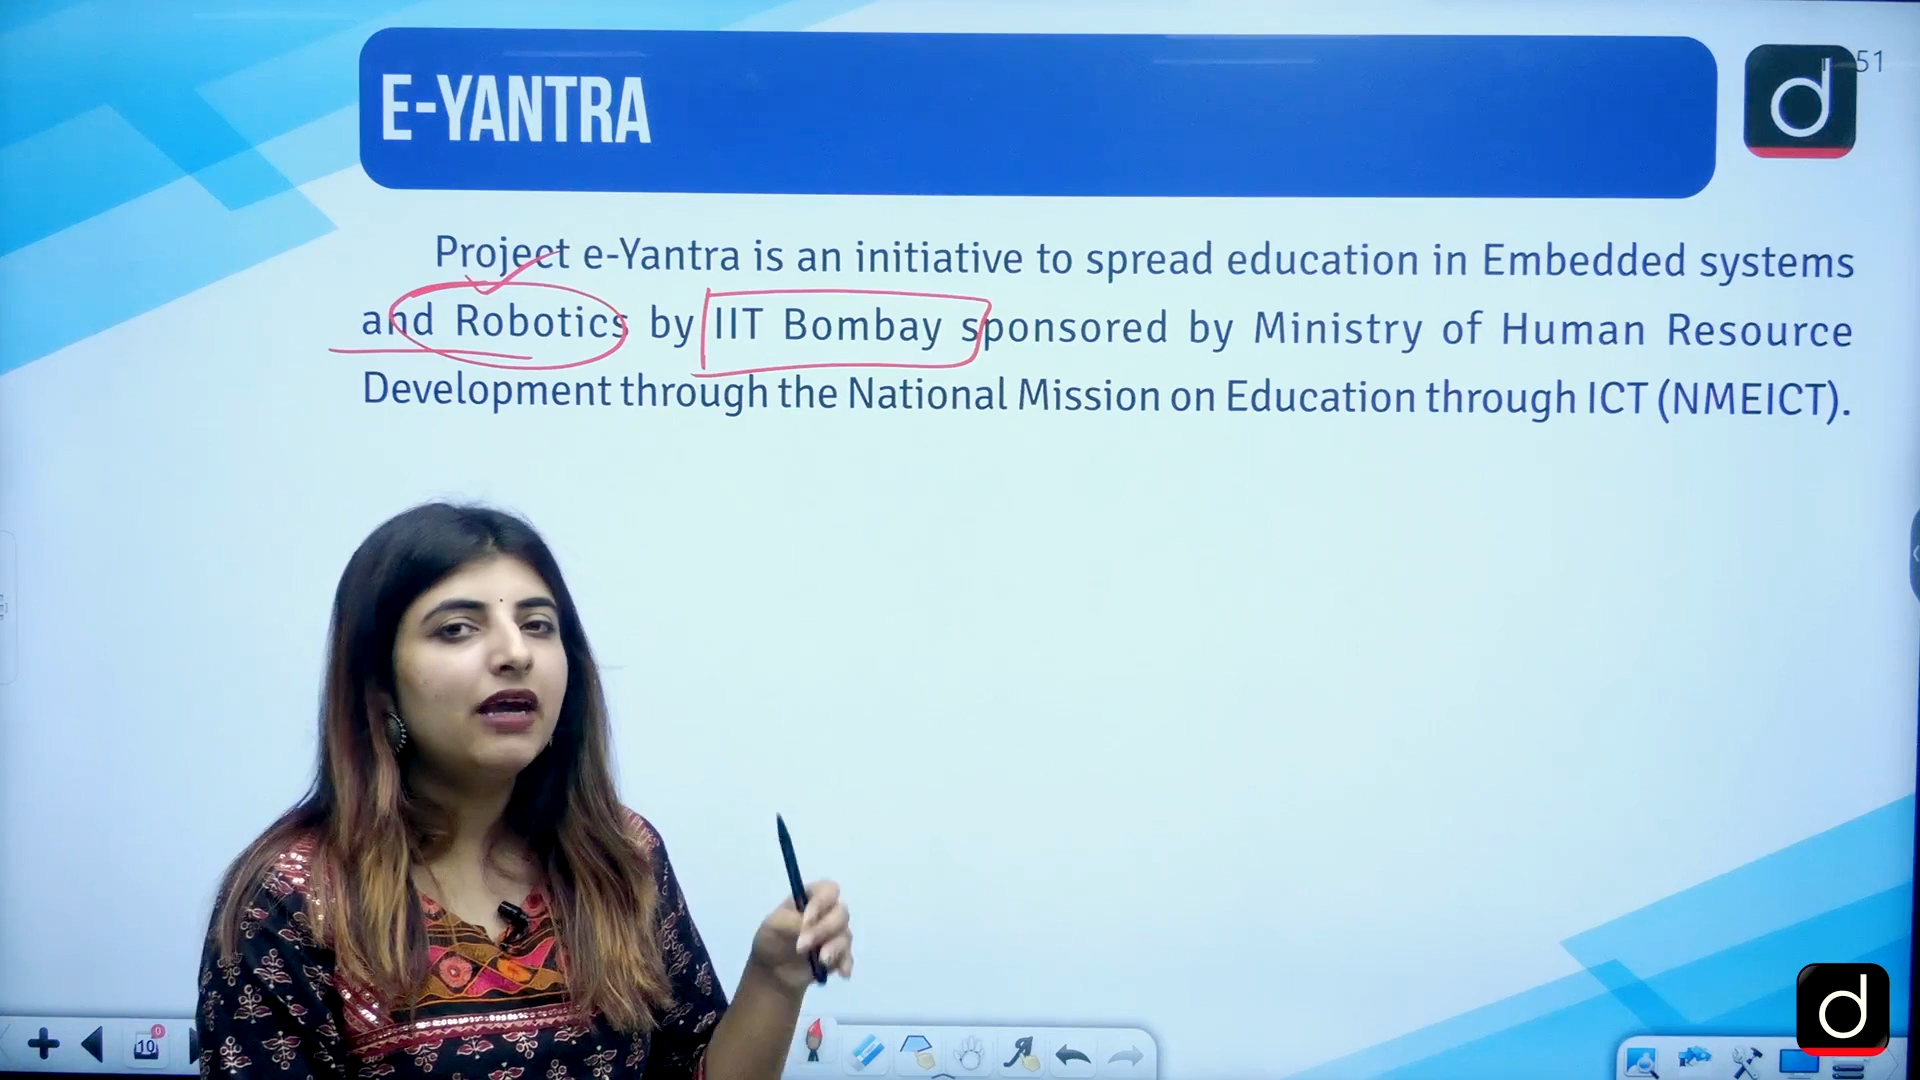 E-YANTRA
d
51
Project e-Yantra is an initiative to spread education in Embedded systems
and Robotics by IIT Bombay sponsored by Ministry of Human Resource
Development through the National Mission on Education through ICT (NMEICT).
10
0
d